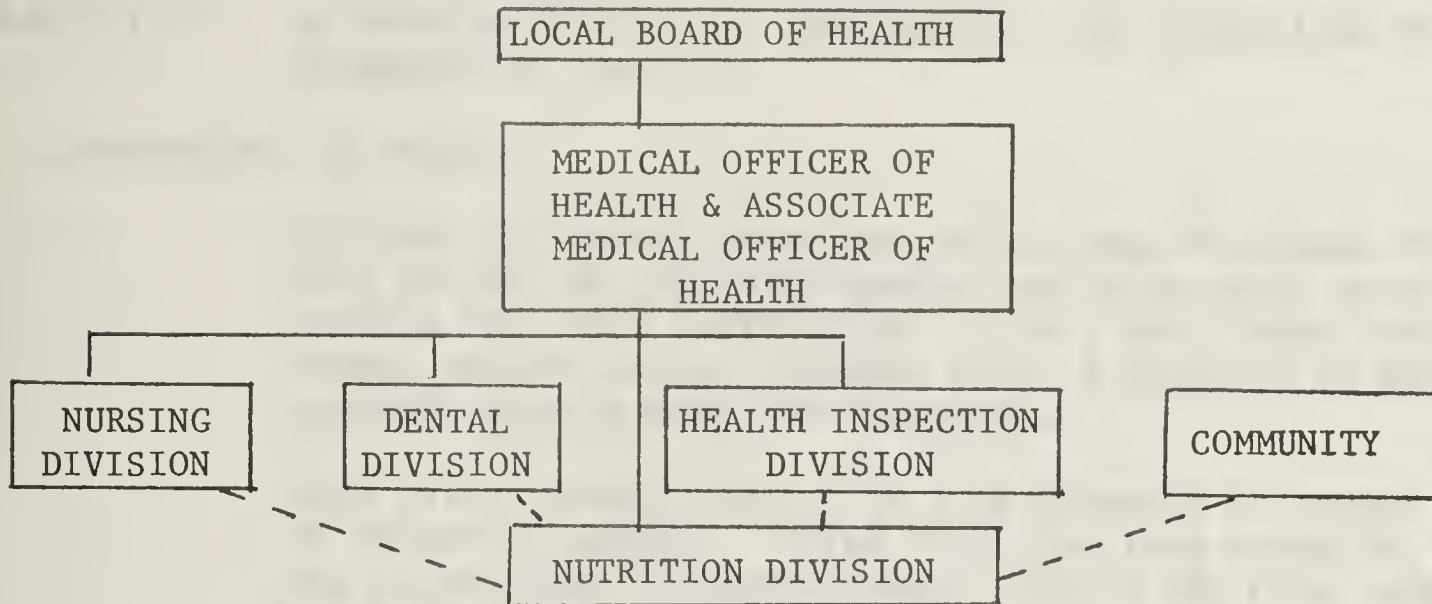 LOCAL BOARD OF HEALTH
MEDICAL OFFICER OF
HEALTH & ASSOCIATE
MEDICAL OFFICER OF
HEALTH
NURSING
DIVISION
DENTAL
DIVISION
HEALTH INSPECTION
DIVISION
COMMUNITY
NUTRITION DIVISION